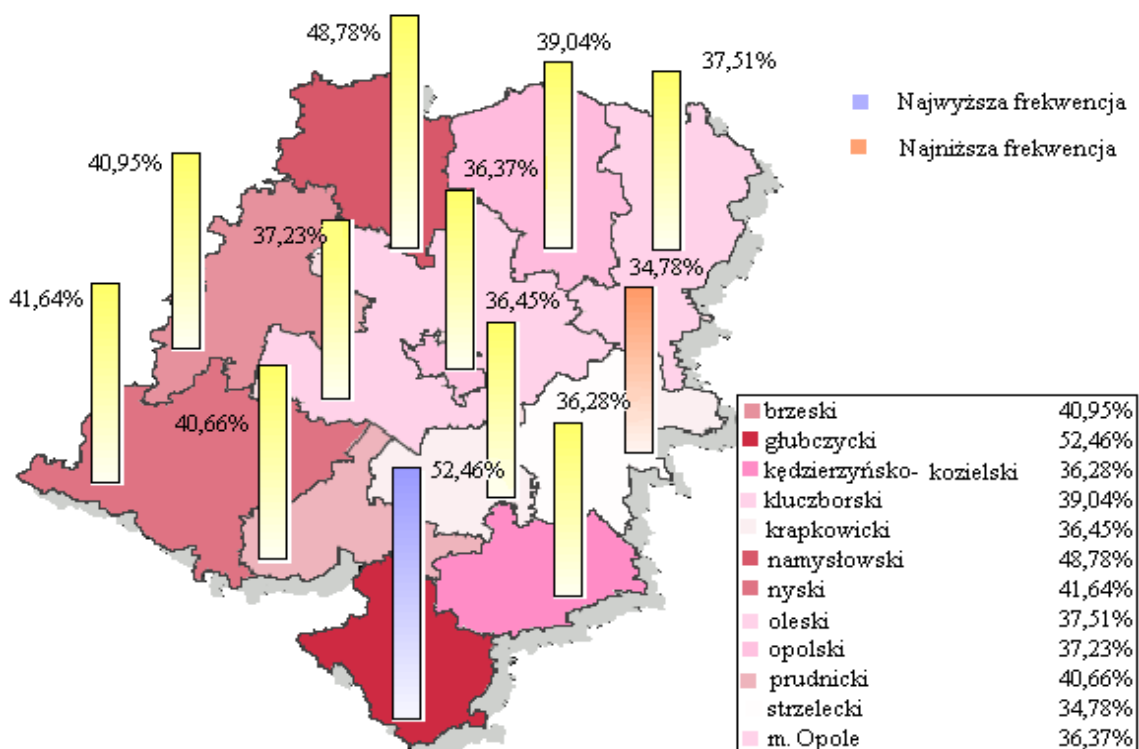 48,78%
39,04%
37,51%
Najwyższa frekwencja
Najniższa frekwencja
40,95%
36,37%
37,23%
34,78%
41,64%
36,45%
36,28%
40,66%
52,46%
brzeski 40,95%
głubczycki 52,46%
kędzierzyńsko- kozielski 36,28%
kluczborski 39,04%
krapkowicki 36,45%
namysłowski 48,78%
nyski 41,64%
oleski 37,51%
opolski 37,23%
prudnicki 40,66%
strzelecki 34,78%
m. Opole 36,37%